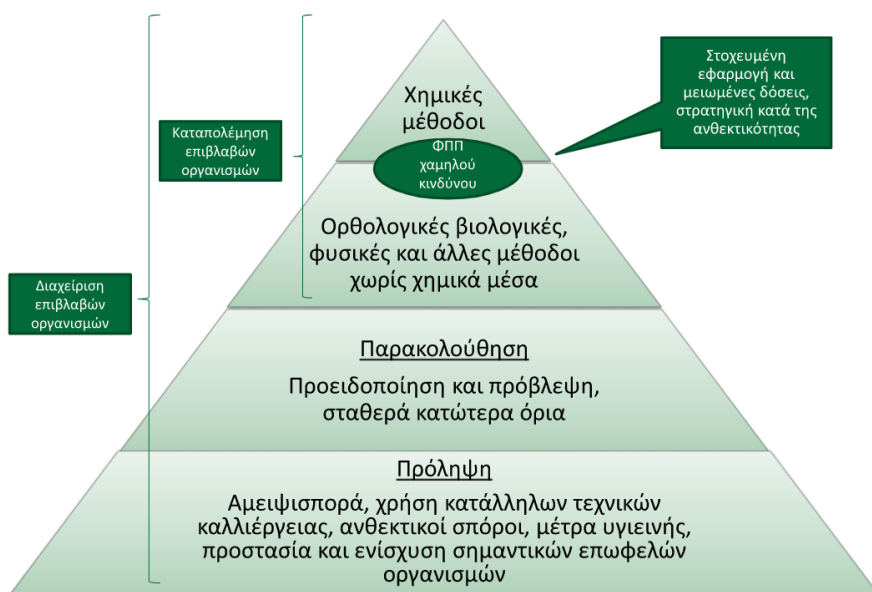 Χημικές
μέθοδοι
ΦΠΠ
χαμηλού
κινδύνου
Στοχευμένη
εφαρμογή και
μειωμένες δόσεις,
στρατηγική κατά της
ανθεκτικότητας
Καταπολέμηση
επιβλαβών
οργανισμών
Ορθολογικές βιολογικές,
φυσικές και άλλες μέθοδοι
χωρίς χημικά μέσα
Διαχείριση
επιβλαβών
οργανισμών
Παρακολούθηση
Προειδοποίηση και πρόβλεψη,
σταθερά κατώτερα όρια
Πρόληψη
Αμειψισπορά, χρήση κατάλληλων τεχνικών
καλλιέργειας, ανθεκτικοί σπόροι, μέτρα υγιεινής,
προστασία και ενίσχυση σημαντικών επωφελών
οργανισμών